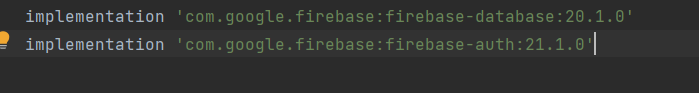 implementation 'com.google.firebase:firebase-database:20.1.0'
implementation 'com.google.firebase:firebase-auth:21.1.0'